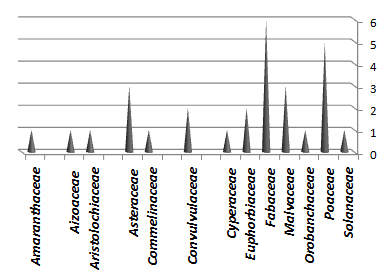 6
5
4
3
2
1
0
Amaranthaceae
Aizoaceae
Aristolochiaceae
Asteraceae
Commelinaceae
Convulvulaceae
Cyperaceae
Euphorbiaceae
Fabaceae
Malvaceae
Orobanchaceae
Poaceae
Solanaceae